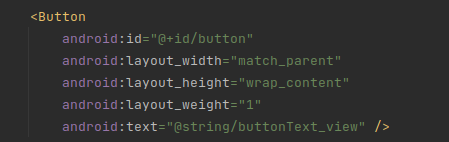 <Button
android:id="@+id/button"
android:layout_width="match_parent"
android:layout_height="wrap_content"
android:layout_weight="1"
android:text="@string/buttonText_view" />